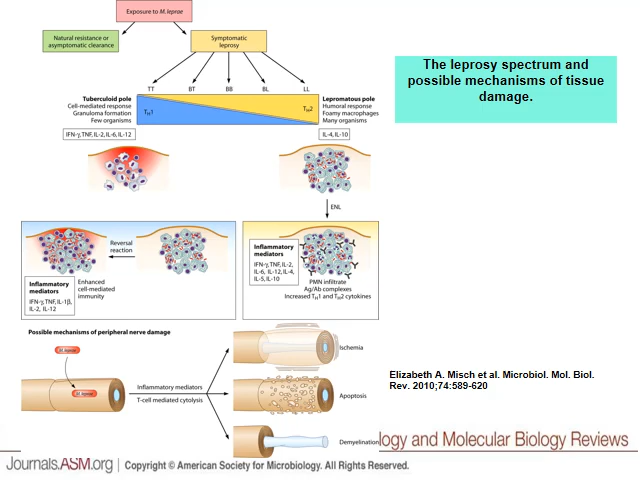 Exposure to M. leprae
Natural resistance or
asymptomatic clearance
Symptomatic
leprosy
The leprosy spectrum and
possible mechanisms of tissue
damage.
TT BT BB BL LL
Tuberculoid pole
Cell-mediated response
Granuloma formation
Few organisms
TH1
TH2
Lepromatous pole
Humoral response
Foamy macrophages
Many organisms
IFN-γ, TNF, IL-2, IL-6, IL-12
IL-4, IL-10
ENL
Reversal
reaction
Inflammatory
mediators
IFN-γ, TNF, IL-1β,
IL-2, IL-12
Enhanced
cell-mediated
immunity
Inflammatory
mediators
IFN-γ, TNF, IL-2,
IL-6, IL-12, IL-4,
IL-5, IL-10
PMN infiltrate
Ag/Ab complexes
Increased TH1 and TH2 cytokines
Possible mechanisms of peripheral nerve damage
M. leprae
M. leprae
Inflammatory mediators
T-cell mediated cytolysis
Ischemia
Apoptosis
Demyelination
Elizabeth A. Misch et al. Microbiol. Mol. Biol.
Rev. 2010;74:589-620
logy and Molecular Biology Reviews
Journals.ASM.org | Copyright © American Society for Microbiology. All Rights Reserved.